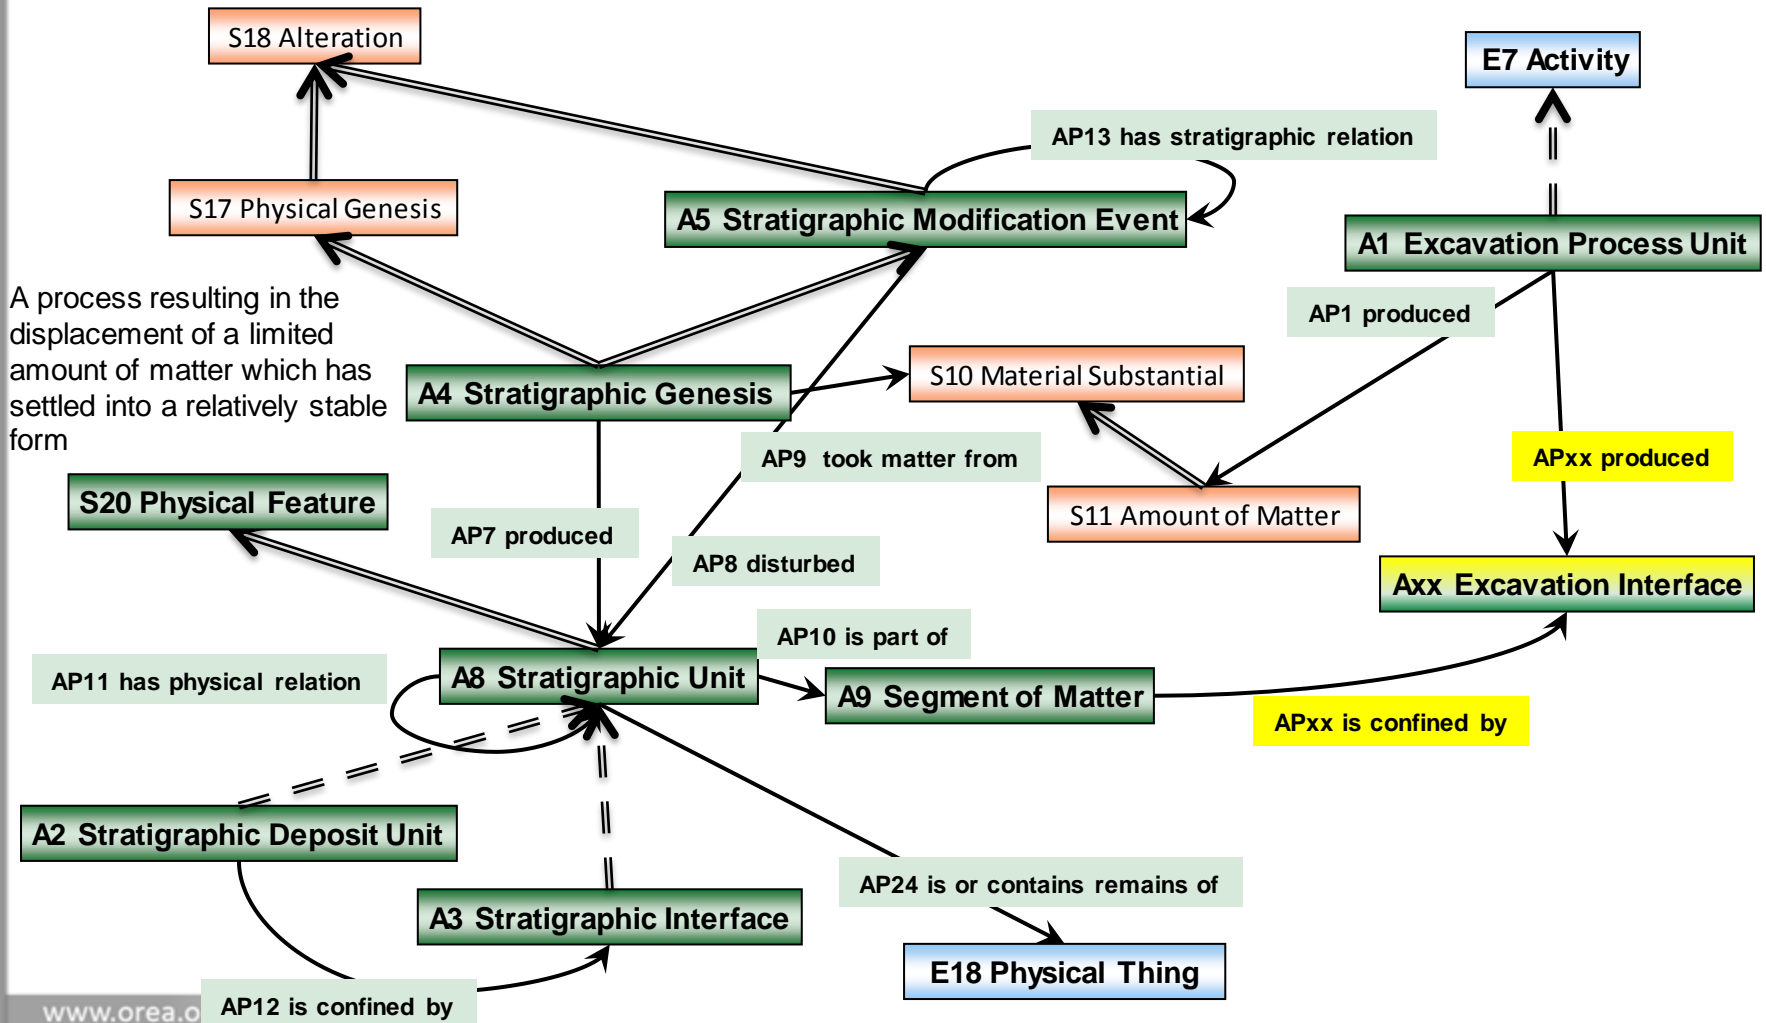 S18 Alteration
E7 Activity
AP13 has stratigraphic relation
S17 Physical Genesis
A5 Stratigraphic Modification Event
A1 Excavation Process Unit
A process resulting in the
displacement of a limited
amount of matter which has
settled into a relatively stable
form
AP1 produced
S10 Material Substantial
A4 Stratigraphic Genesis
AP9 took matter from
APxx produced
S20 Physical Feature
S11 Amount of Matter
AP7 produced
AP8 disturbed
Axx Excavation Interface
AP10 is part of
AP11 has physical relation
A8 Stratigraphic Unit
A9 Segment of Matter
APxx is confined by
A2 Stratigraphic Deposit Unit
AP24 is or contains remains of
A3 Stratigraphic Interface
E18 Physical Thing
AP12 is confined by
www.orea.o